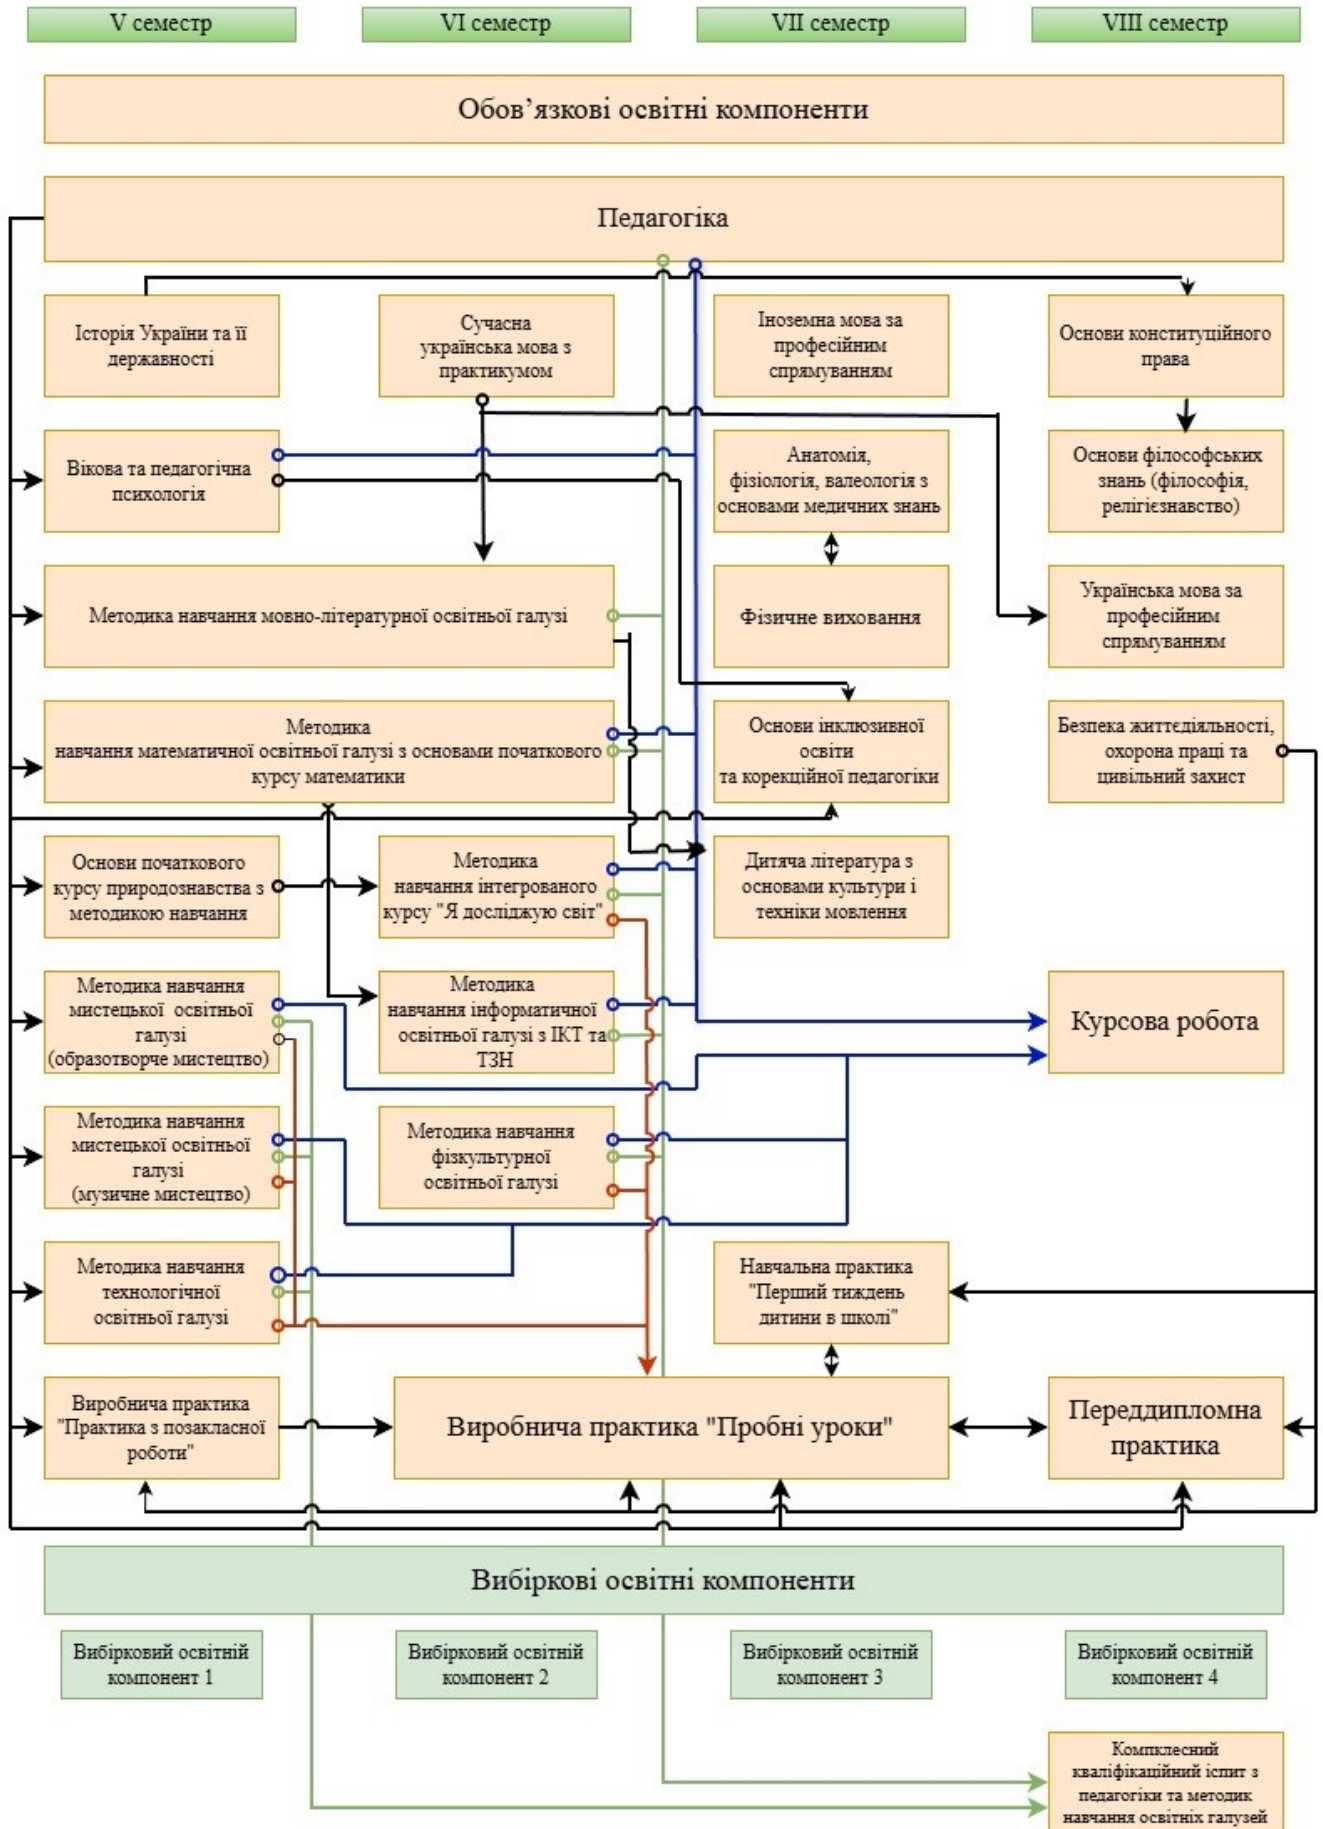 V семестр
VI семестр
VII семестр
VIII семестр
Обов’язкові освітні компоненти
Педагогіка
Історія України та її
державності
Сучасна
українська мова з
практикумом
Іноземна мова за
професійним
спрямуванням
Основи конституційного
права
Вікова та педагогічна
психологія
Анатомія,
фізіологія, валеологія з
основами медичних знань
Основи філософських
знань (філософія,
релігієзнавство)
Методика навчання мовно-літературної освітньої галузі
Фізичне виховання
Українська мова за
професійним
спрямуванням
Методика
навчання математичної освітньої галузі з основами початкового
курсу математики
Основи інклюзивної
освіти
та корекційної педагогіки
Безпека життєдіяльності,
охорона праці та
цивільний захист
Основи початкового
курсу природознавства з
методикою навчання
Методика
навчання інтегрованого
курсу "Я досліджую світ"
Дитяча література з
основами культури і
техніки мовлення
Методика навчання
мистецької освітньої
галузі
(образотворче мистецтво)
Методика
навчання інформатичної
освітньої галузі з ІКТ та
ТЗН
Курсова робота
Методика навчання
мистецької освітньої
галузі
(музичне мистецтво)
Методика навчання
фізкультурної
освітньої галузі
Методика навчання
технологічної
освітньої галузі
Навчальна практика
"Перший тиждень
дитини в школі"
Виробнича практика
"Практика з позакласної
роботи"
Виробнича практика "Пробні уроки"
Переддипломна
практика
Вибіркові освітні компоненти
Вибірковий освітній
компонент 1
Вибірковий освітній
компонент 2
Вибірковий освітній
компонент 3
Вибірковий освітній
компонент 4
Компклесний
кваліфікаційний іспит з
педагогіки та методик
навчання освітніх галузей